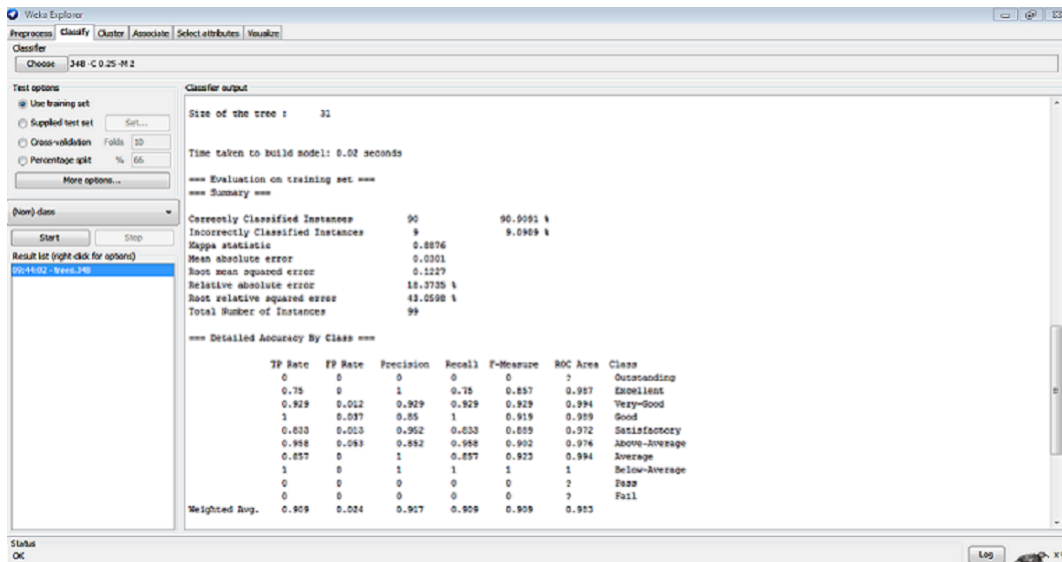 Weka Explorer
Preprocess Classify Cluster Associate Select attributes Visualize
Classifier
Choose J48 -C 0.25 -M 2
Test options
Use training set
Supplied test set Set...
Cross-validation Folds 10
Percentage split % 66
More options...
(Nom) class
Start Stop
Result list (right-click for options)
09:44:02 - trees.J48
Classifier output
Size of the tree : 31
Time taken to build model: 0.02 seconds
=== Evaluation on training set ===
=== Summary ===
Correctly Classified Instances 90 90.9091 %
Incorrectly Classified Instances 9 9.0909 %
Kappa statistic 0.8876
Mean absolute error 0.0301
Root mean squared error 0.1227
Relative absolute error 18.3735 %
Root relative squared error 43.0598 %
Total Number of Instances 99
=== Detailed Accuracy By Class ===
TP Rate FP Rate Precision Recall F-Measure ROC Area Class
0 0 0 0 0 ? Outstanding
0.75 0 1 0.75 0.857 0.987 Excellent
0.929 0.012 0.929 0.929 0.929 0.994 Very-Good
1 0.037 0.85 1 0.919 0.989 Good
0.833 0.013 0.952 0.833 0.889 0.972 Satisfactory
0.958 0.053 0.852 0.958 0.902 0.976 Above-Average
0.857 0 1 0.857 0.923 0.994 Average
1 0 1 1 1 1 Below-Average
0 0 0 0 0 ? Pass
0 0 0 0 0 ? Fail
Weighted Avg. 0.909 0.024 0.917 0.909 0.909 0.983
Status
OK
Log
x